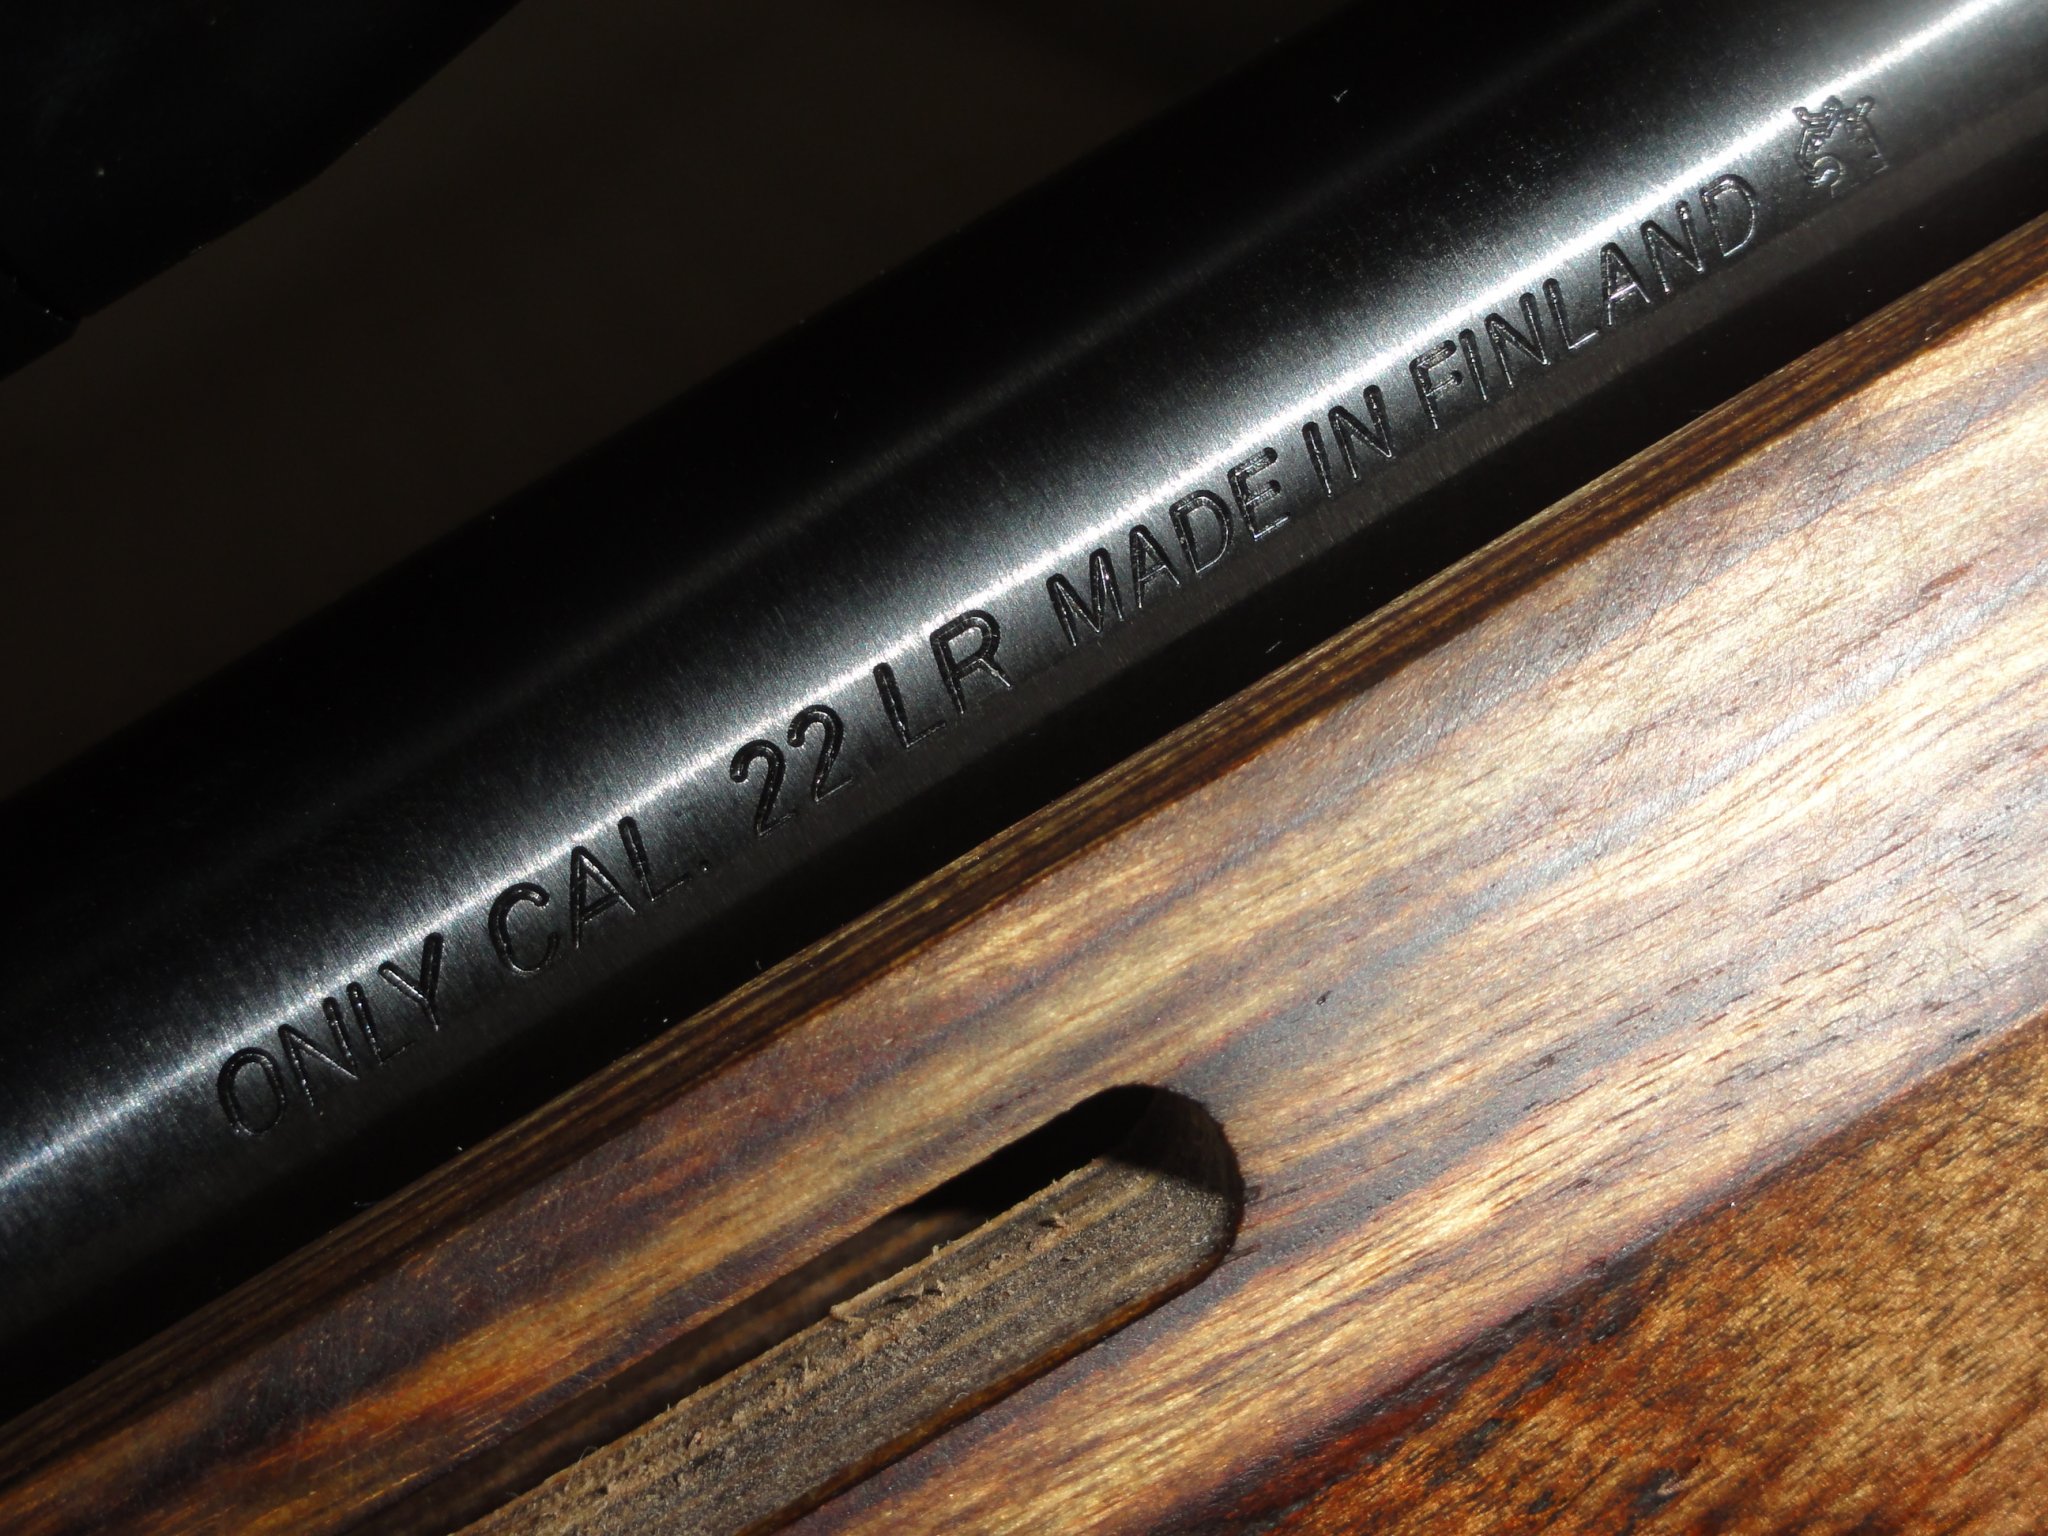 ONLY CAL. 22 LR MADE IN FINLAND